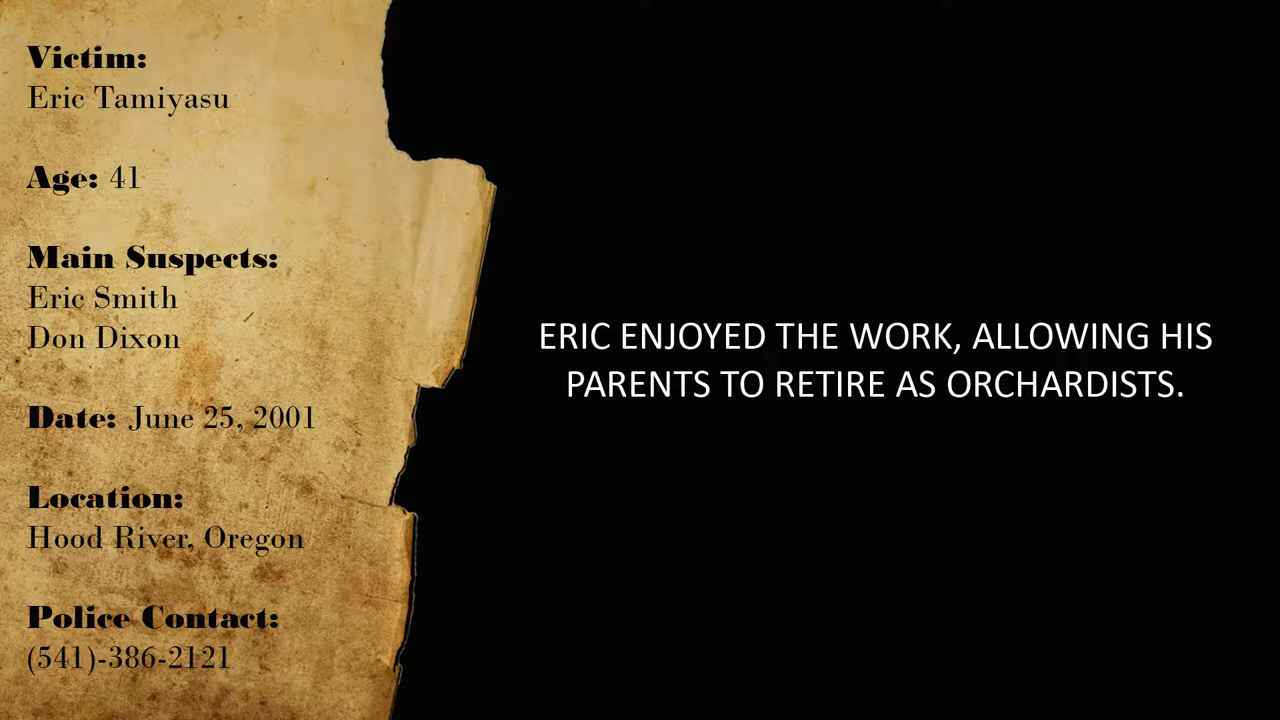 Victim:
Eric Tamiyasu
Age: 41
Main Suspects:
Eric Smith
Don Dixon
Date: June 25, 2001
Location:
Hood River, Oregon
Police Contact:
(541)-386-2121
ERIC ENJOYED THE WORK, ALLOWING HIS
PARENTS TO RETIRE AS ORCHARDISTS.